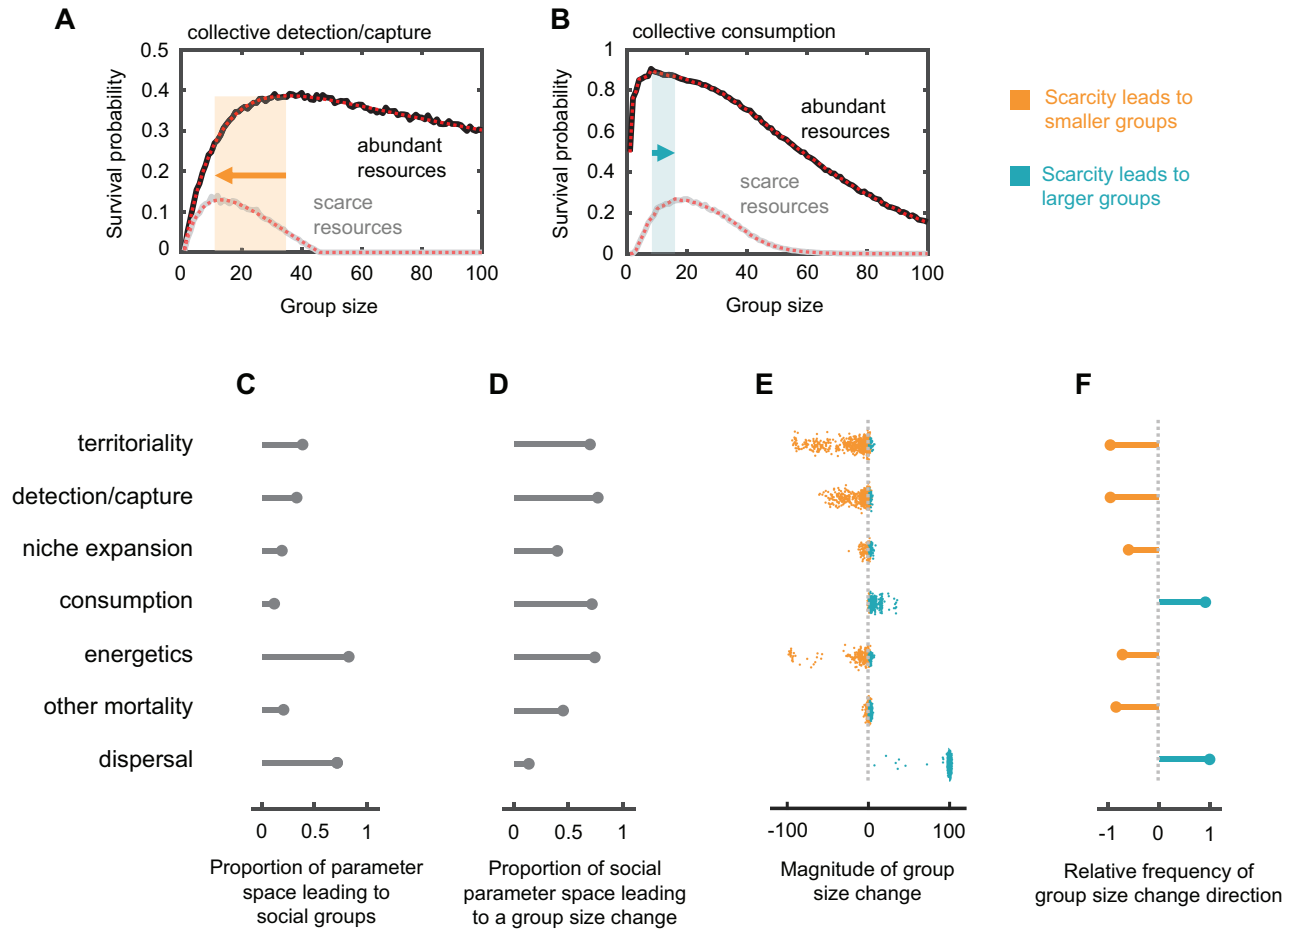 A
collective detection/capture
0.5
0.4
0.3
0.2
0.1
0
Survival probability
abundant
resources
scarce
resources
0
20
40
60
80
100
Group size
B
collective consumption
1
0.8
0.6
0.4
0.2
0
Survival probability
abundant
resources
scarce
resources
0
20
40
60
80
100
Group size
Scarcity leads to
smaller groups
Scarcity leads to
larger groups
C
D
E
F
territoriality
detection/capture
niche expansion
consumption
energetics
other mortality
dispersal
0
0.5
1
Proportion of parameter
space leading to
social groups
0
0.5
1
Proportion of social
parameter space leading
to a group size change
-100
0
100
Magnitude of group
size change
-1
0
1
Relative frequency of
group size change direction